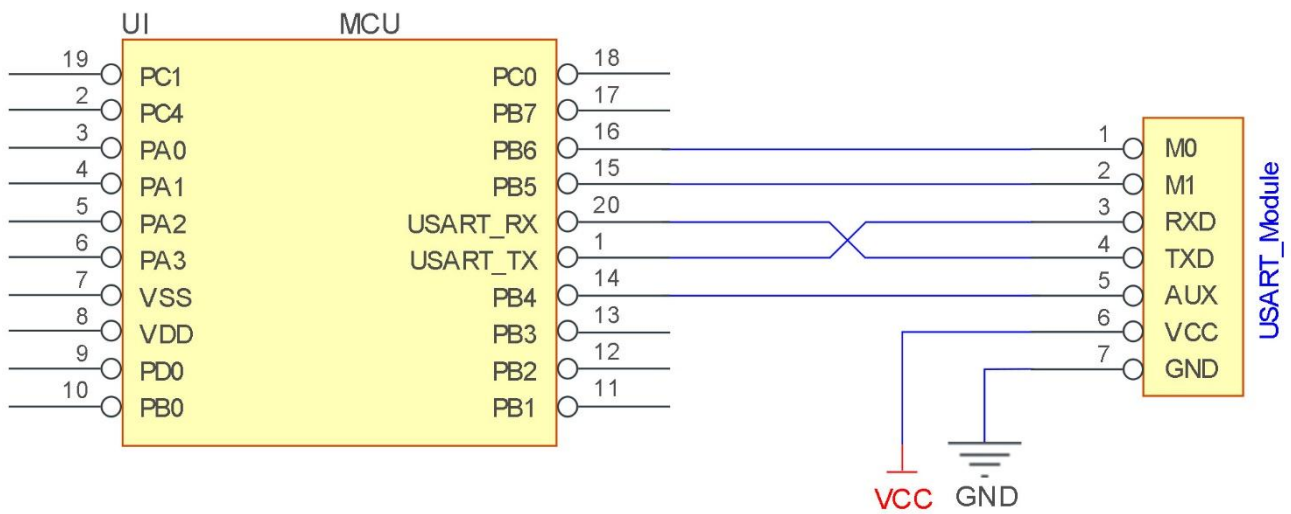 UI MCU
19 PC1 PC0 18
2 PC4 PB7 17
3 PA0 PB6 16 1 M0
4 PA1 PB5 15 2 M1
5 PA2 USART_RX 20 3 RXD
6 PA3 USART_TX 1 4 TXD
7 VSS PB4 14 5 AUX
8 VDD PB3 13 6 VCC
9 PD0 PB2 12 7 GND
10 PB0 PB1 11
USART_Module
VCC GND